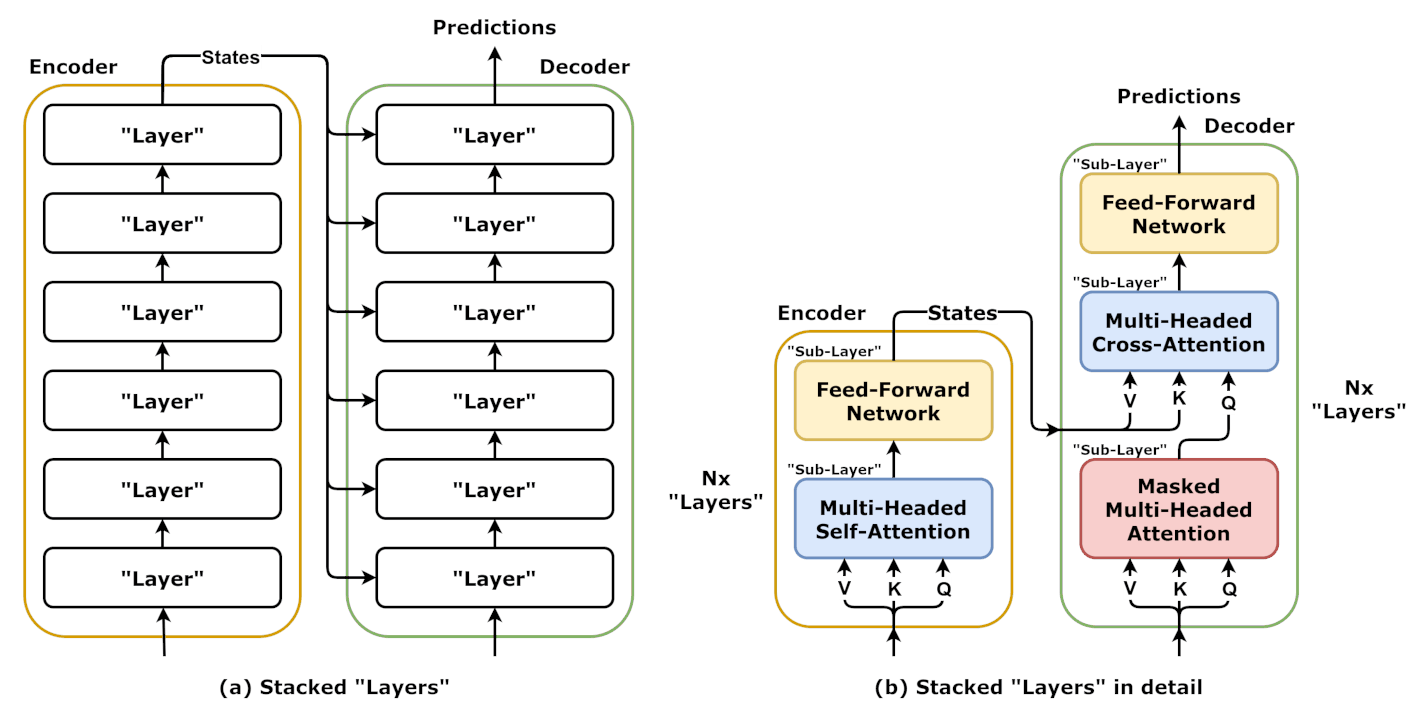 Predictions
States
Encoder
Decoder
"Layer"
"Layer"
"Layer"
"Layer"
"Layer"
"Layer"
"Layer"
"Layer"
"Layer"
"Layer"
"Layer"
"Layer"
(a) Stacked "Layers"
Predictions
Decoder
"Sub-Layer"
Feed-Forward
Network
"Sub-Layer"
Multi-Headed
Cross-Attention
V
K
Q
Nx
"Layers"
"Sub-Layer"
Masked
Multi-Headed
Attention
V
K
Q
Encoder
States
"Sub-Layer"
Feed-Forward
Network
"Sub-Layer"
Multi-Headed
Self-Attention
V
K
Q
Nx
"Layers"
(b) Stacked "Layers" in detail